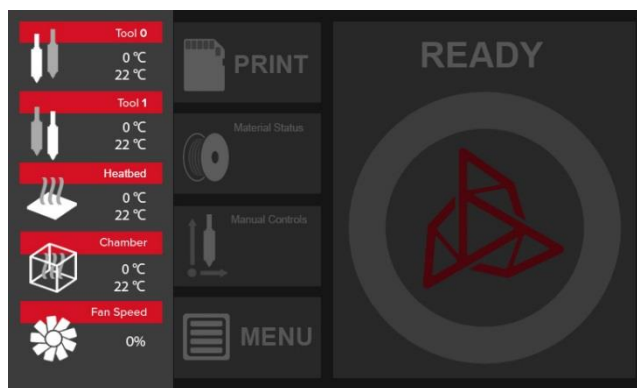 Tool 0
0 °C
22 °C
Tool 1
0 °C
22 °C
Heatbed
0 °C
22 °C
Chamber
0 °C
22 °C
Fan Speed
0%
PRINT
Material Status
Manual Controls
MENU
READY